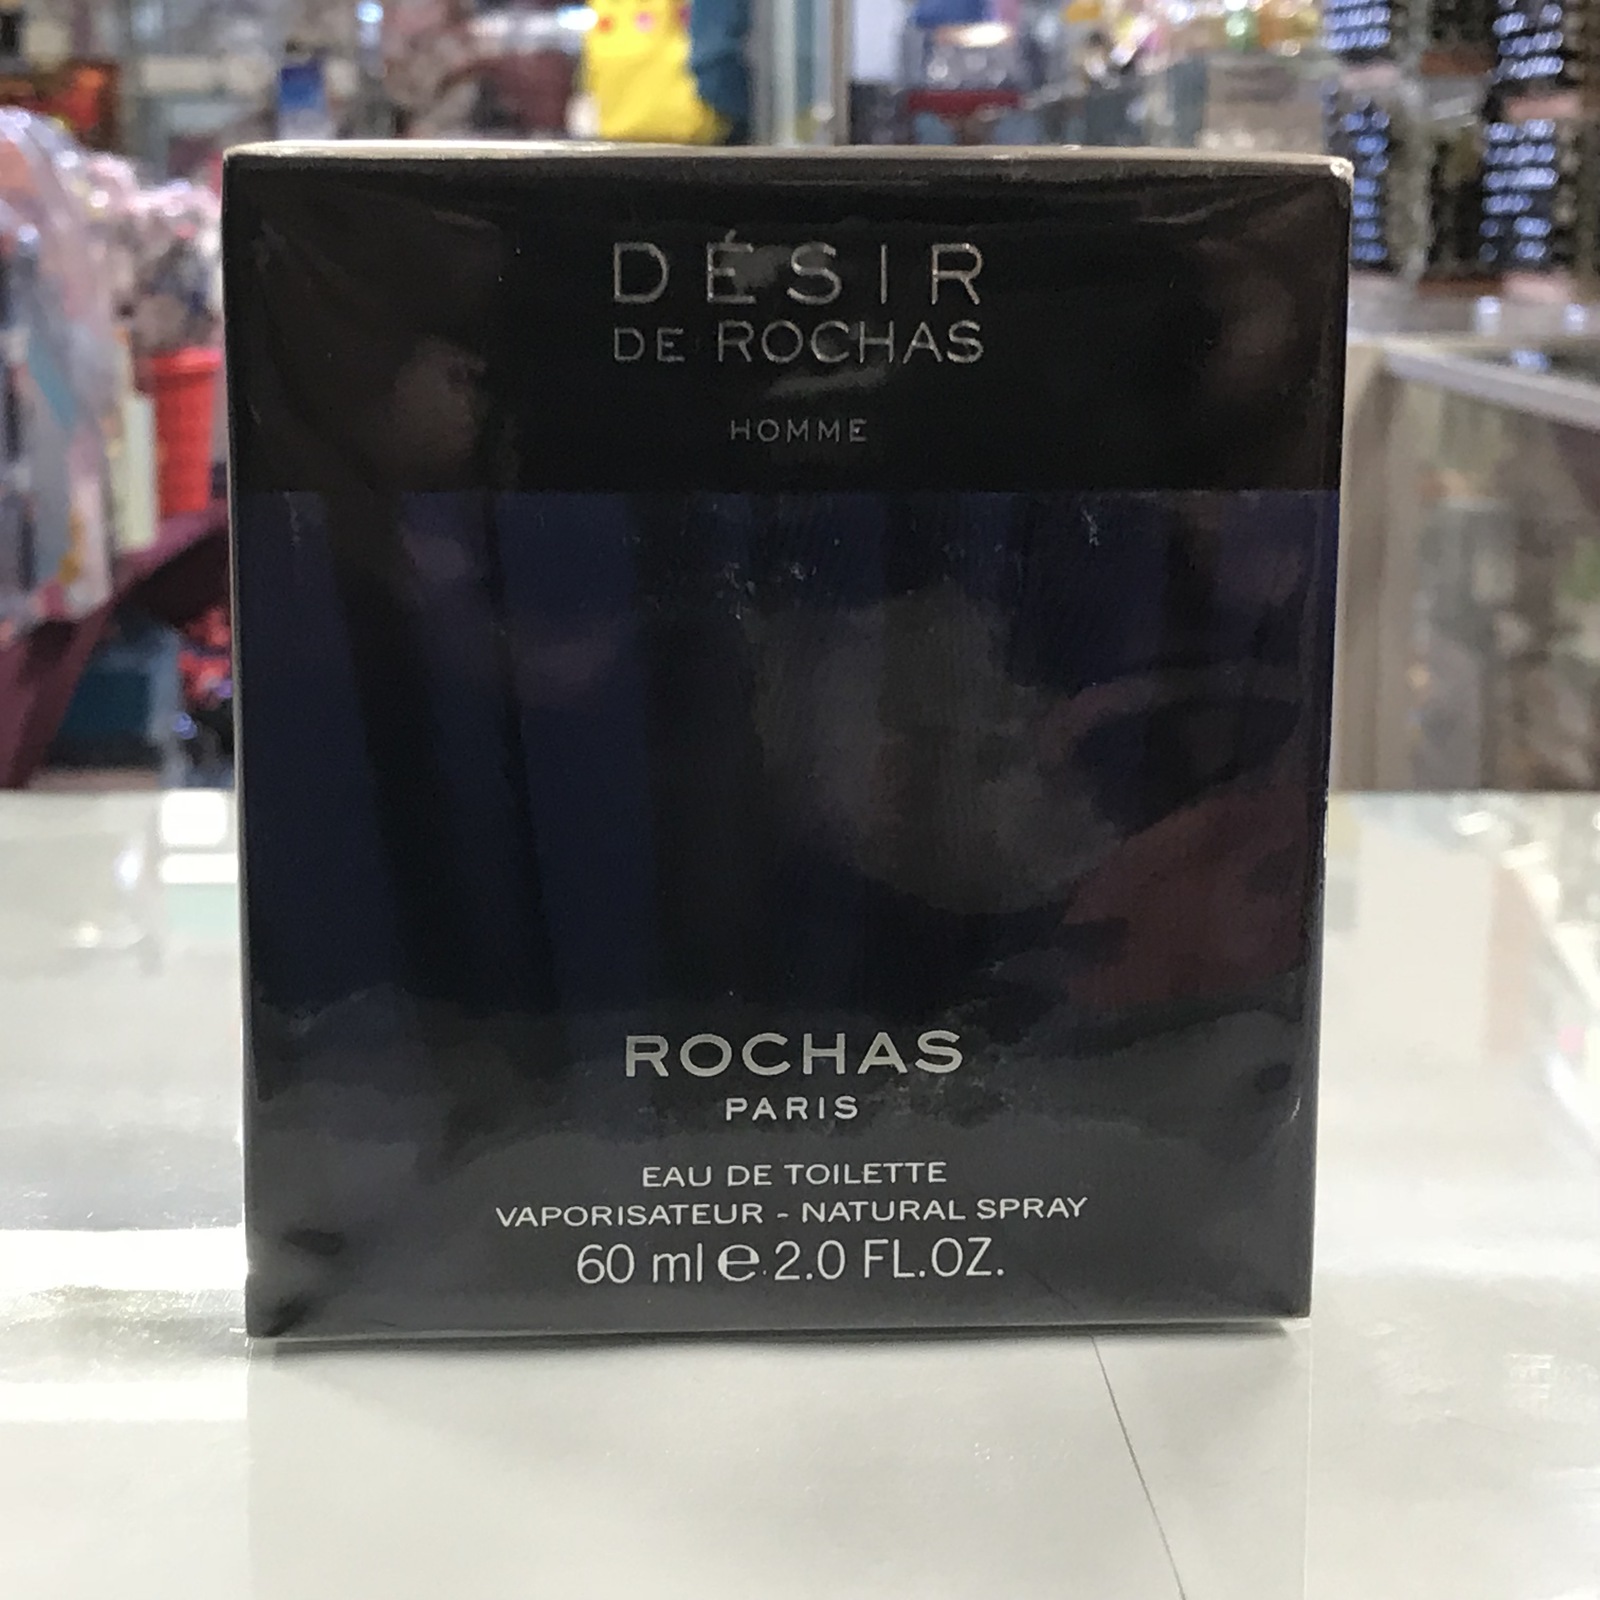 DÉSIR
DE ROCHAS
HOMME
ROCHAS
PARIS
EAU DE TOILETTE
VAPORISATEUR - NATURAL SPRAY
60 ml e 2.0 FL.OZ.